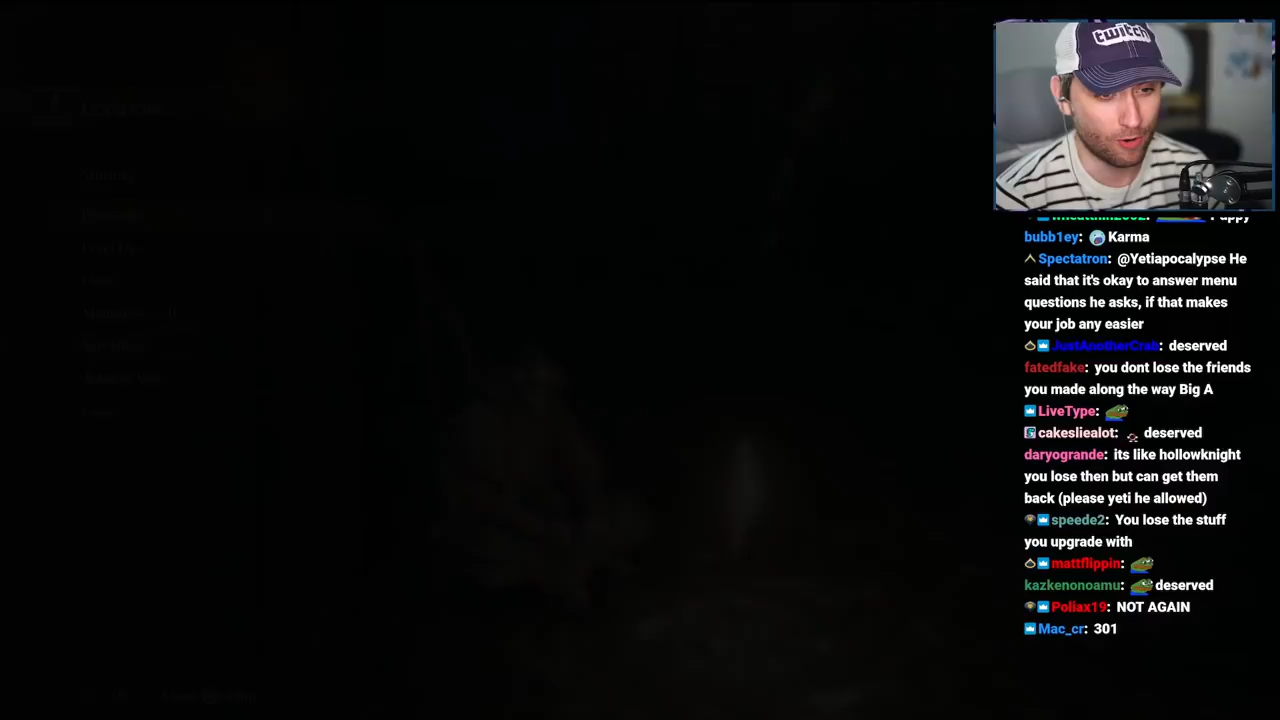 twitch
Puppy
bubb1ey: Karma
Spectatron: @Yetiapocalypse He
said that it's okay to answer menu
questions he asks, if that makes
your job any easier
JustAnotherCrab: deserved
fatedfake: you dont lose the friends
you made along the way Big A
LiveType:
cakesliealot: deserved
daryogrande: its like hollowknight
you lose then but can get them
back (please yeti he allowed)
speede2: You lose the stuff
you upgrade with
mattflippin:
kazkenonoamu: deserved
Poliax19: NOT AGAIN
Mac_cr: 301